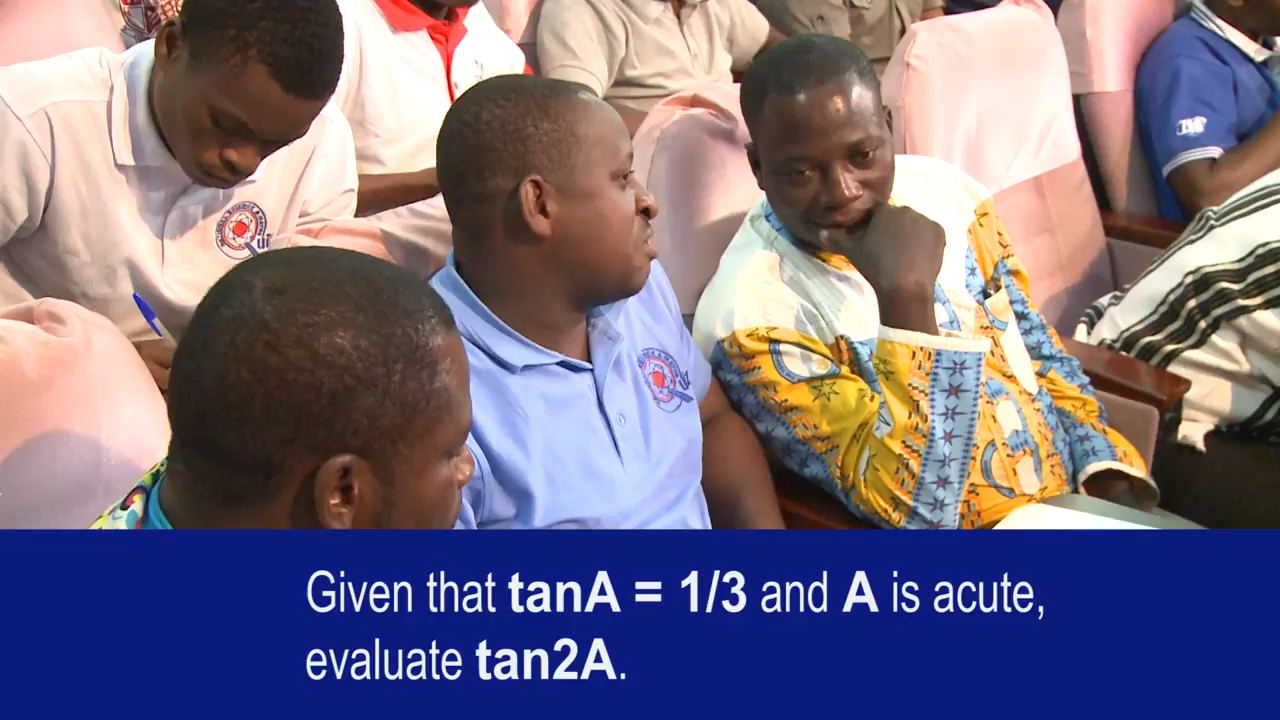 Given that tanA = 1/3 and A is acute,
evaluate tan2A.